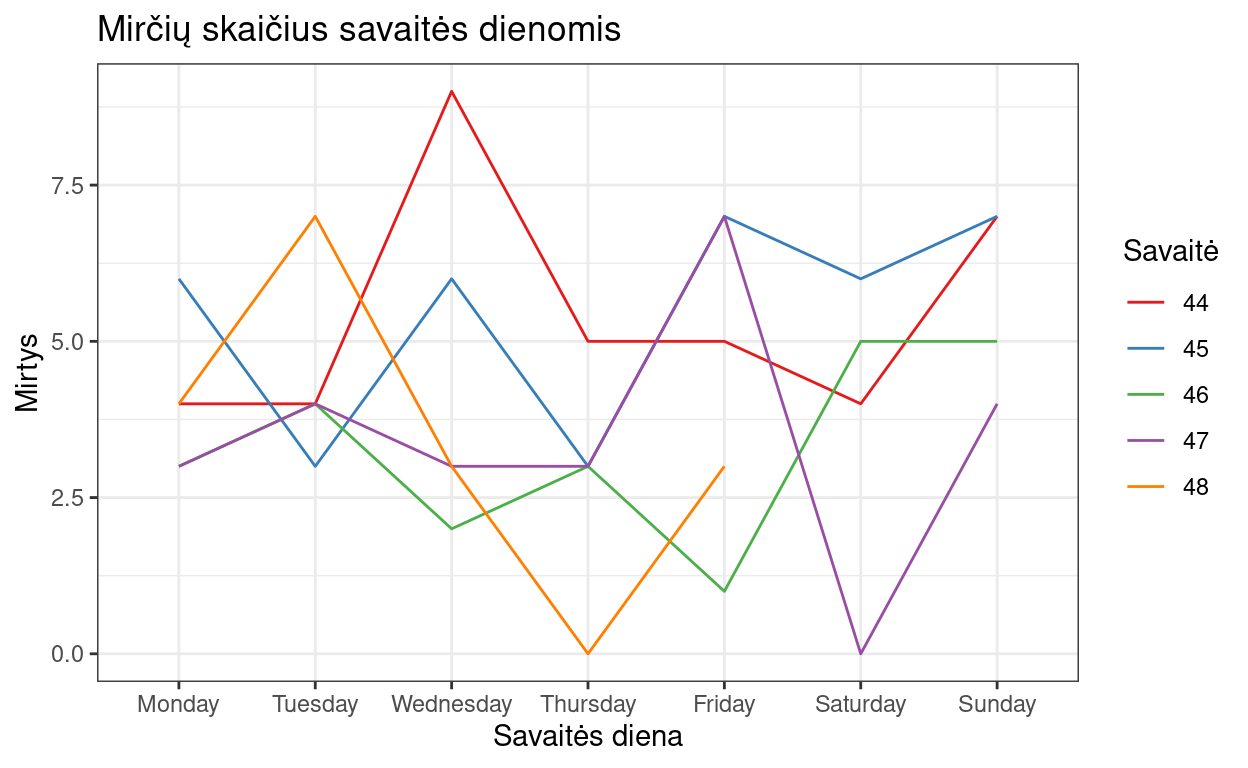 Mirčių skaičius savaitės dienomis
7.5
5.0
2.5
0.0
Mirtys
Monday Tuesday Wednesday Thursday Friday Saturday Sunday
Savaitės diena
Savaitė
44
45
46
47
48